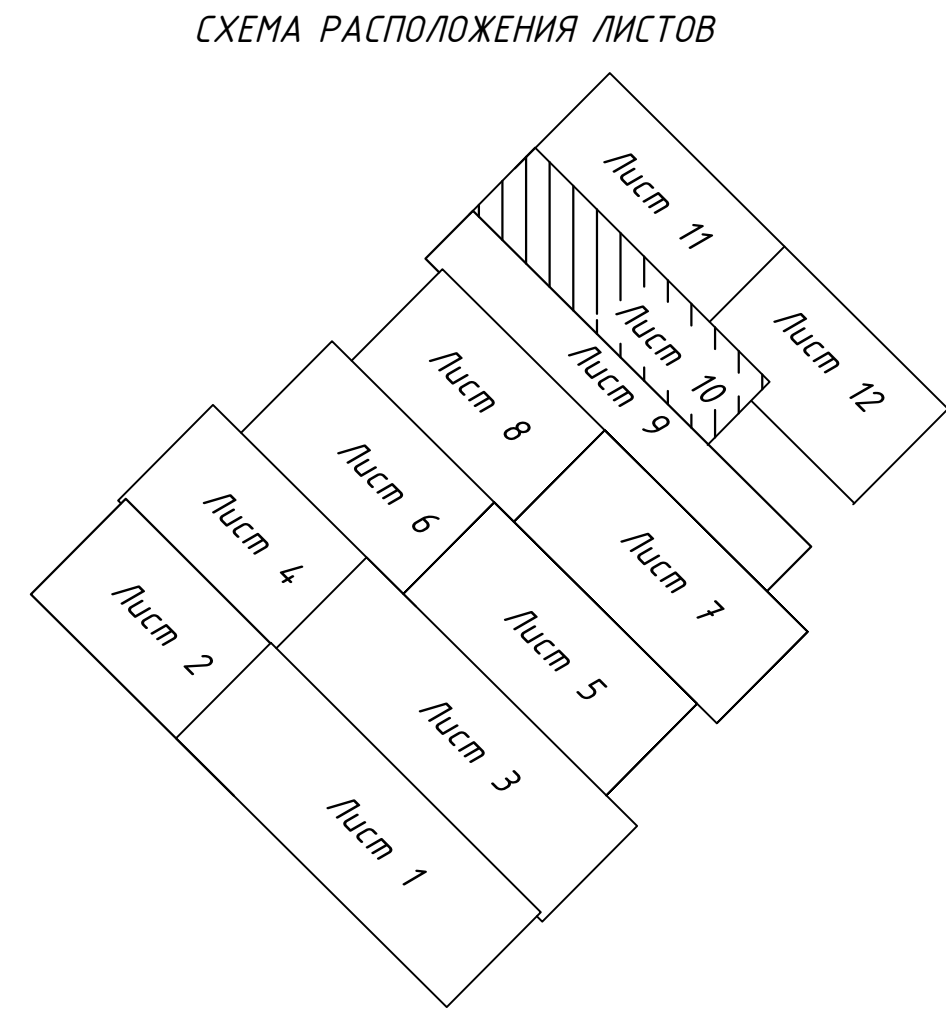 СХЕМА РАСПОЛОЖЕНИЯ ЛИСТОВ
Лист 11
Лист 12
Лист 10
Лист 9
Лист 8
Лист 7
Лист 6
Лист 5
Лист 4
Лист 3
Лист 2
Лист 1